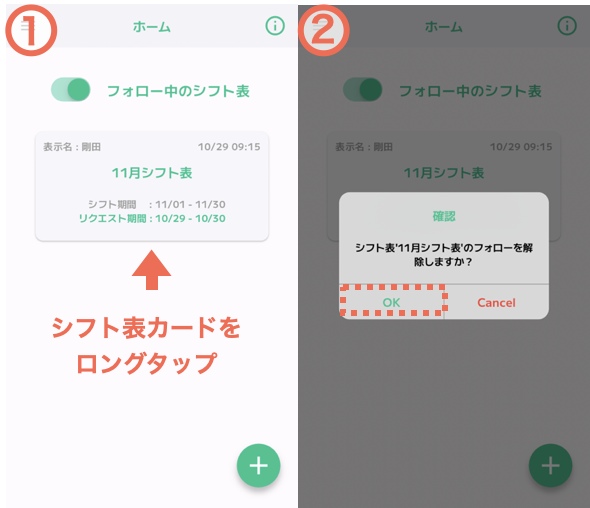 1
ホーム
フォロー中のシフト表
表示名 : 剛田 10/29 09:15
11月シフト表
シフト期間 : 11/01 - 11/30
リクエスト期間 : 10/29 - 10/30
シフト表カードを
ロングタップ
2
ホーム
フォロー中のシフト表
表示名 : 剛田 10/29 09:15
11月シフト表
確認
シフト表'11月シフト表'のフォローを解
除しますか？
OK Cancel